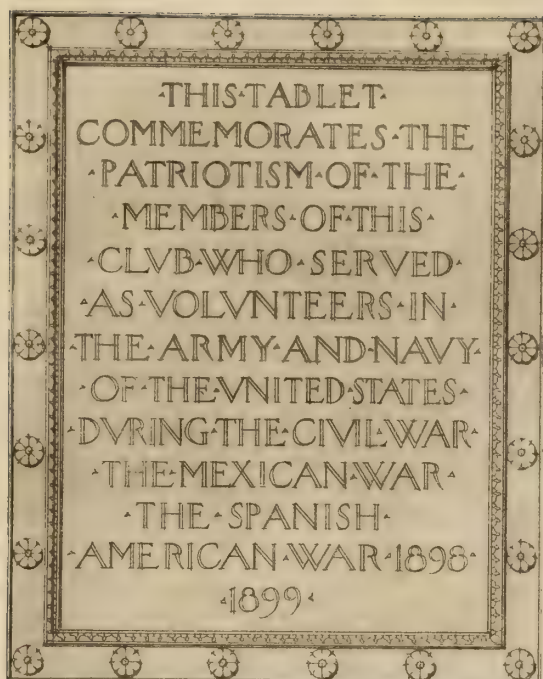 ·THIS·TABLET·
COMMEMORATES·THE
·PATRIOTISM·OF·THE·
·MEMBERS·OF·THIS·
·CLVB·WHO·SERVED·
·AS·VOLVNTEERS·IN·
·THE·ARMY·AND·NAVY·
·OF·THE·VNITED·STATES·
·DVRING·THE·CIVIL·WAR·
·THE·MEXICAN·WAR·
·THE·SPANISH·
·AMERICAN·WAR·1898·
·1899·